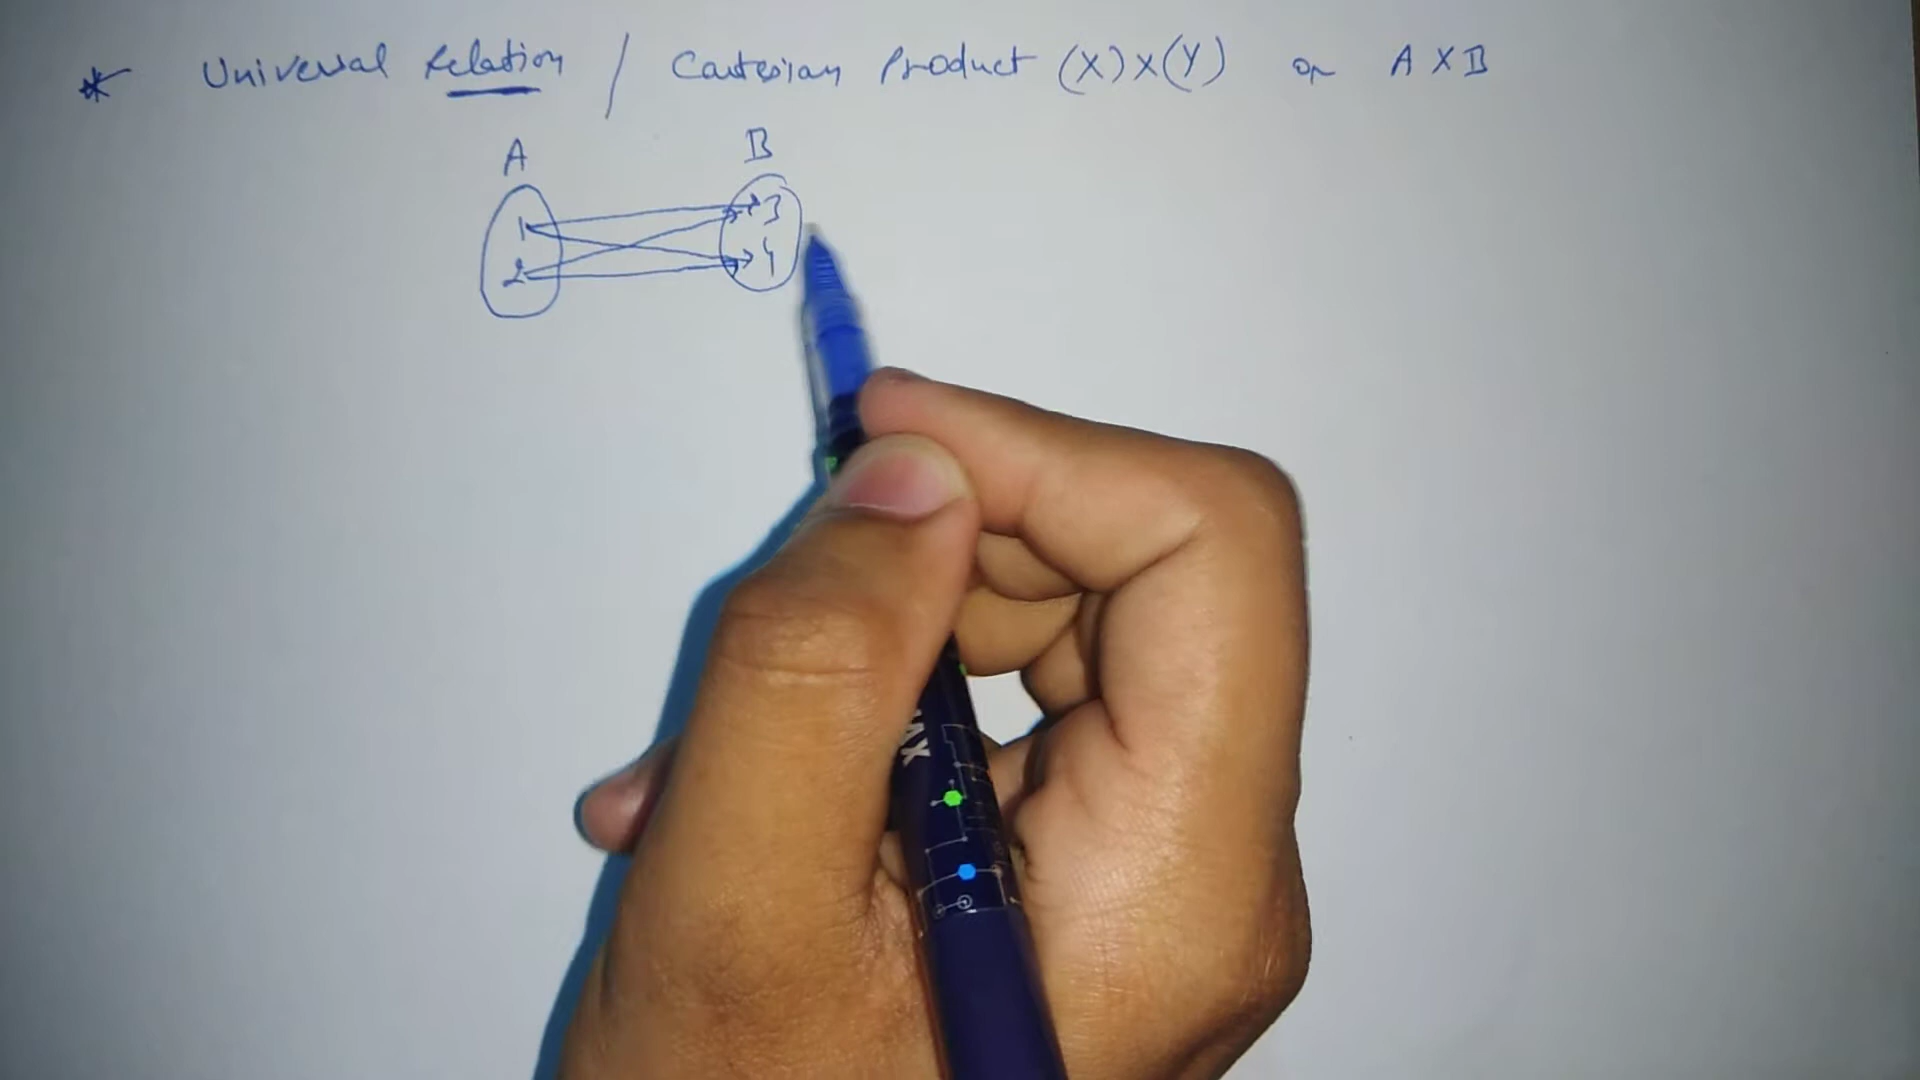 * Universal Relation / Cartesian Product (X)x(Y) or A X B
A B
1 3
2 4